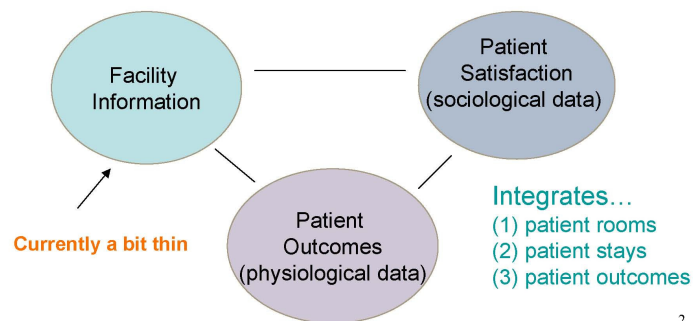 Facility
Information
Patient
Satisfaction
(sociological data)
Patient
Outcomes
(physiological data)
Currently a bit thin
Integrates...
(1) patient rooms
(2) patient stays
(3) patient outcomes
2